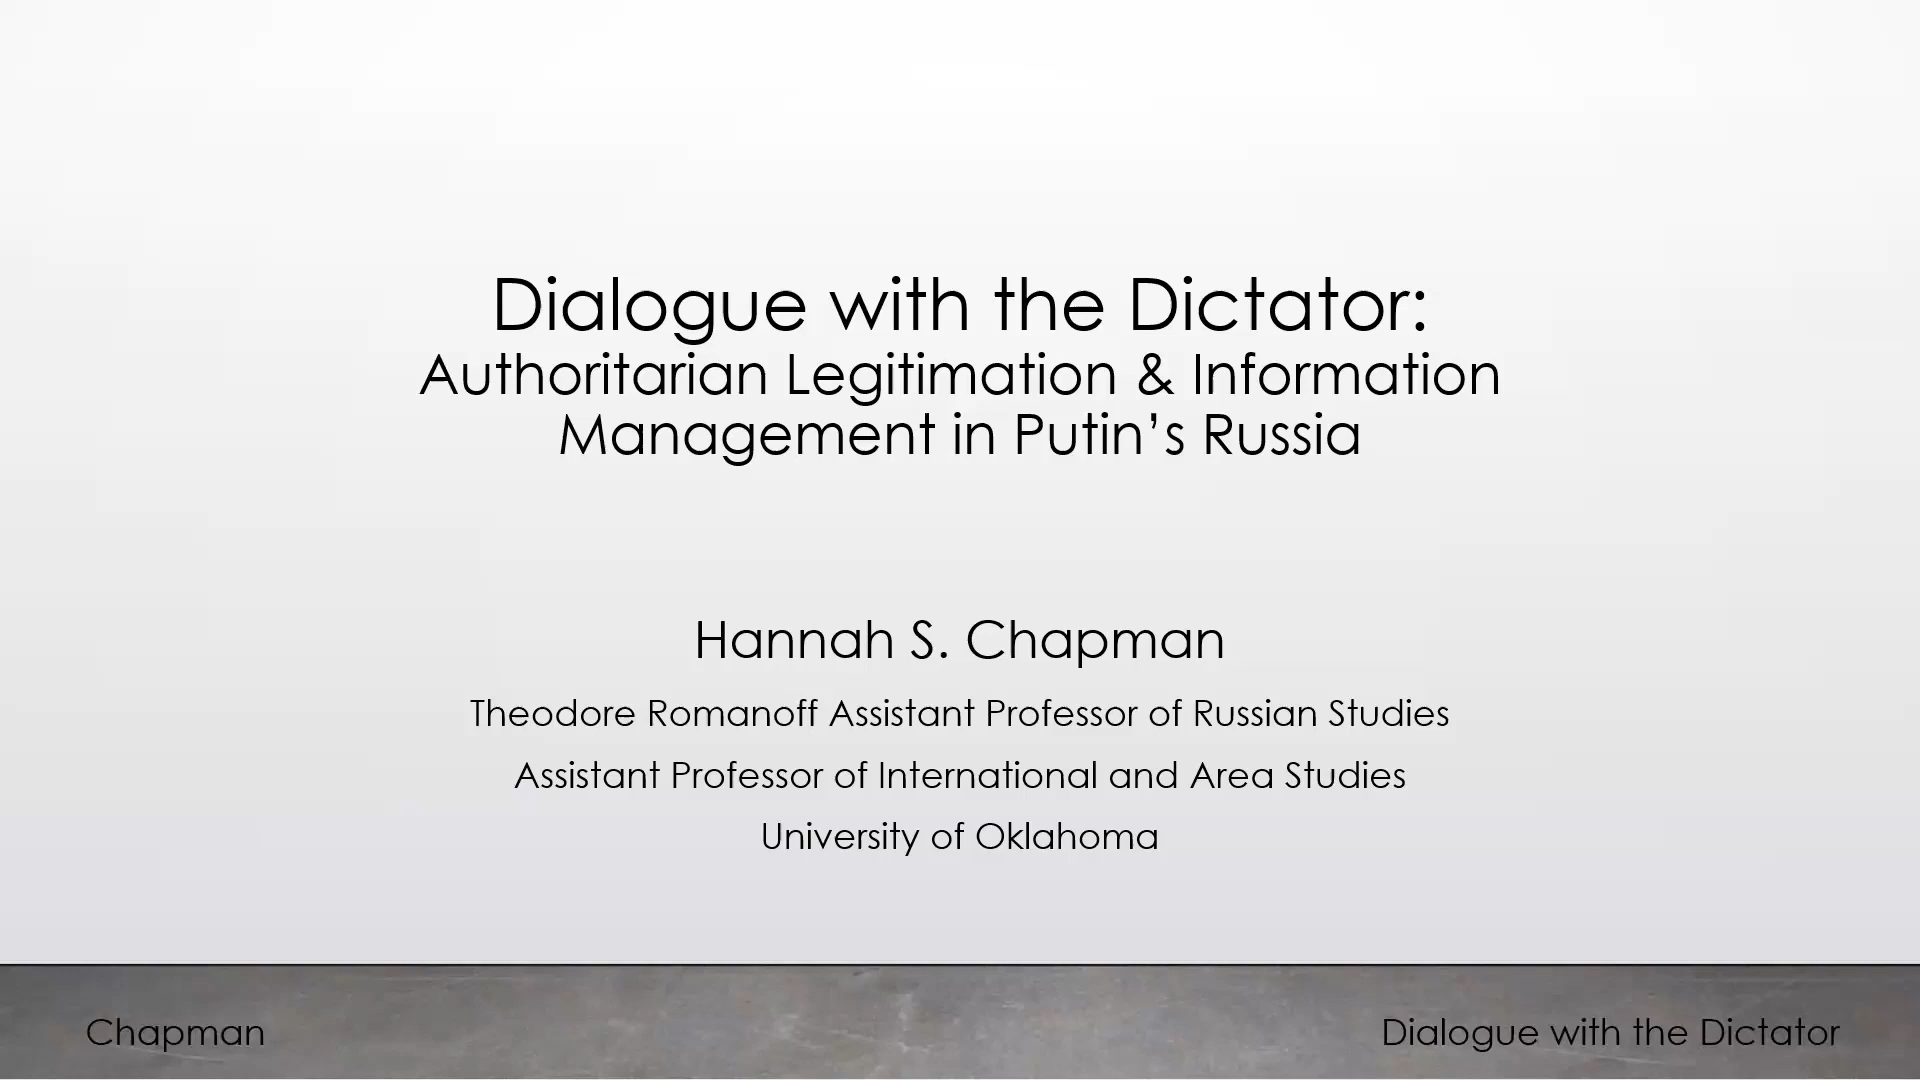 Dialogue with the Dictator:
Authoritarian Legitimation & Information
Management in Putin’s Russia
Hannah S. Chapman
Theodore Romanoff Assistant Professor of Russian Studies
Assistant Professor of International and Area Studies
University of Oklahoma
Chapman
Dialogue with the Dictator